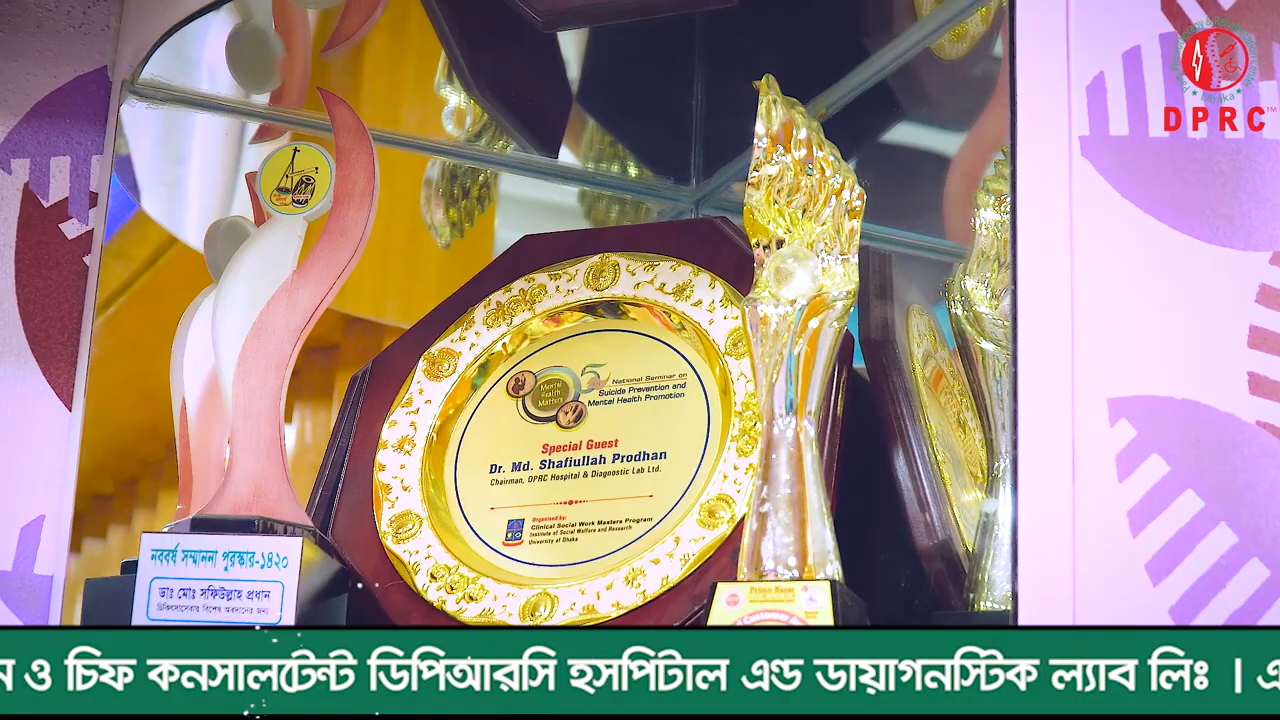 DPRC
Mental
Health
Matters
National Seminar on
Suicide Prevention and
Mental Health Promotion
Special Guest
Dr. Md. Shafiullah Prodhan
Chairman, DPRC Hospital & Diagnostic Lab Ltd.
Organised by:
Clinical Social Work Masters Program
Institute of Social Welfare and Research
University of Dhaka
নববর্ষ সম্মাননা পুরস্কার-১৪২০
ডাঃ মোঃ সফিউল্লাহ প্রধান
চিকিৎসাসেবায় বিশেষ অবদানের জন্য
Prime Bazar
ন ও চিফ কনসালটেন্ট ডিপিআরসি হসপিটাল এন্ড ডায়াগনস্টিক ল্যাব লিঃ । এ